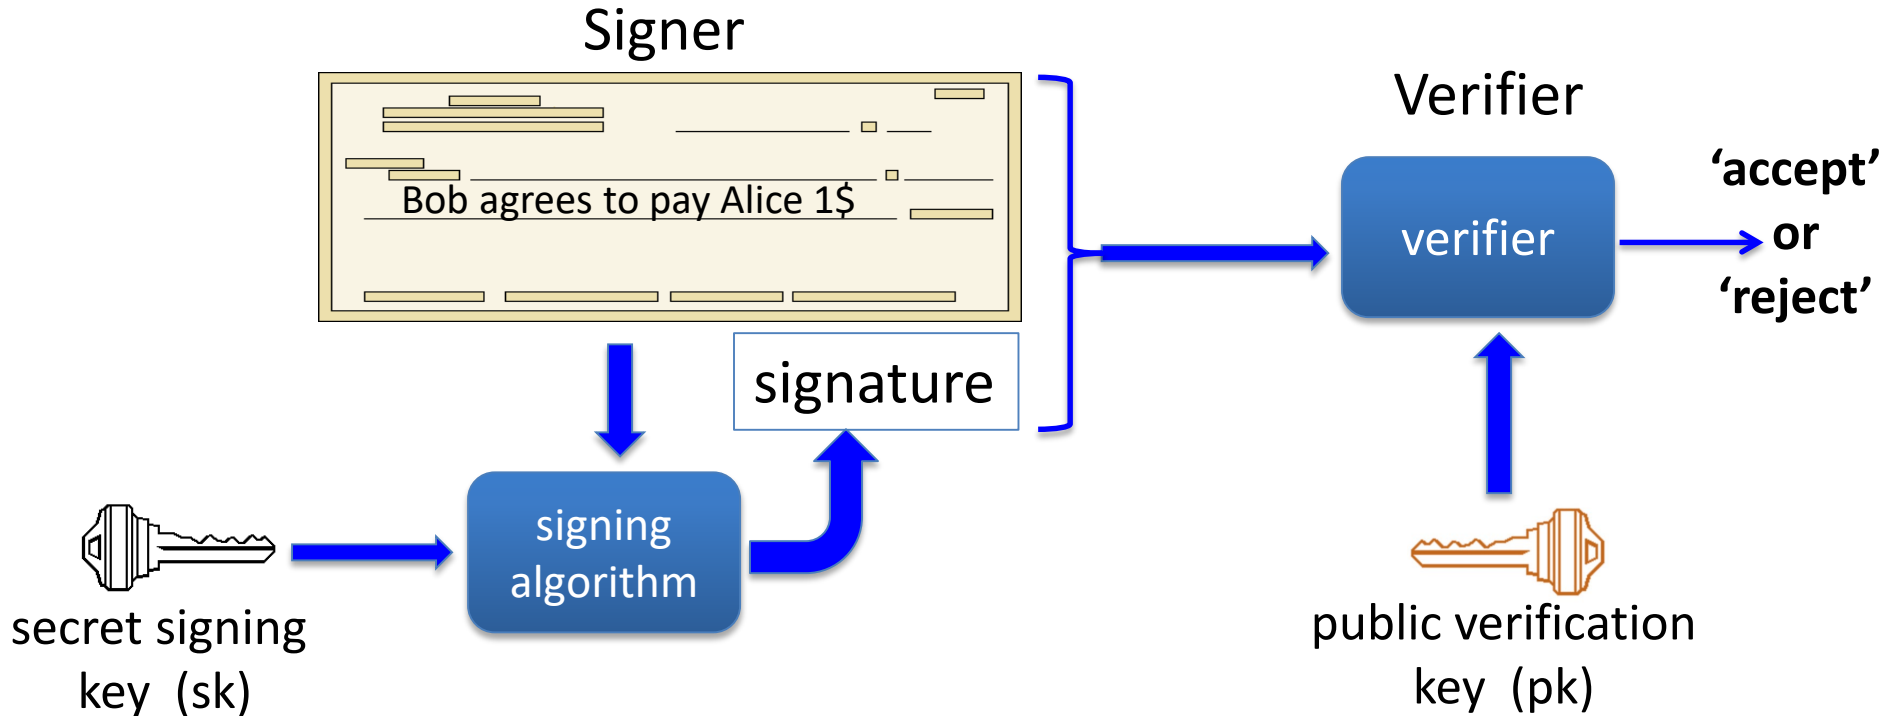 Signer
Bob agrees to pay Alice 1$
signature
signing
algorithm
secret signing
key (sk)
Verifier
verifier
‘accept’
or
‘reject’
public verification
key (pk)